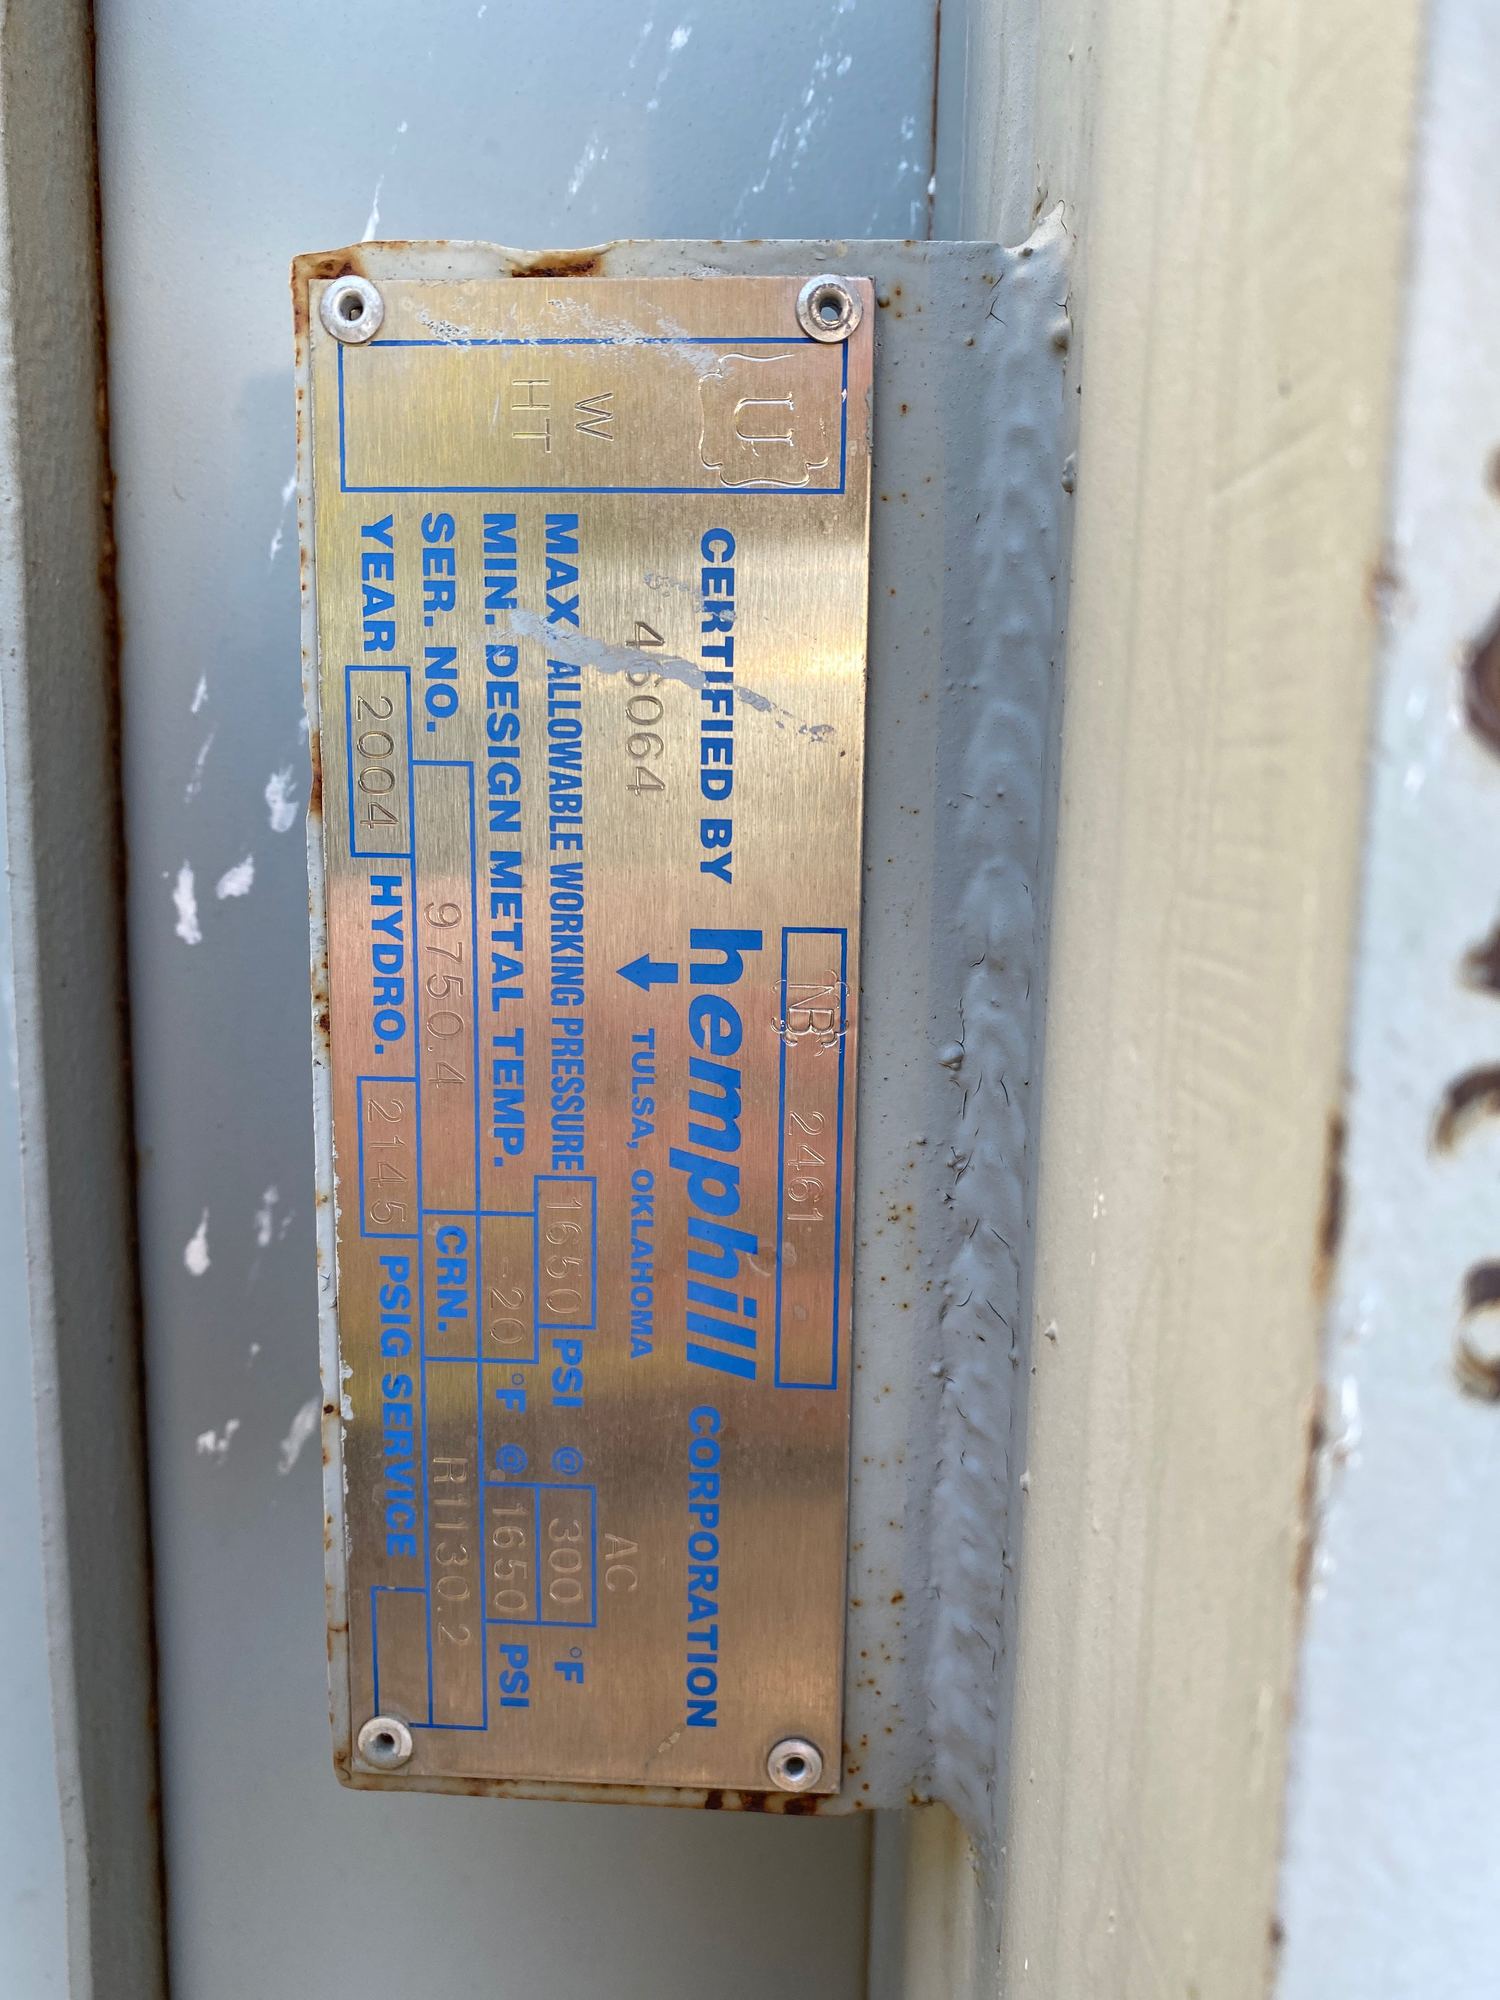 U
W
HT
NB 2461
CERTIFIED BY hemphill CORPORATION
46064 TULSA, OKLAHOMA AC
MAX ALLOWABLE WORKING PRESSURE 1650 PSI @ 300 °F
MIN. DESIGN METAL TEMP. -20 °F @ 1650 PSI
SER. NO. 9750.4 CRN. R1130.2
YEAR 2004 HYDRO. 2145 PSIG SERVICE